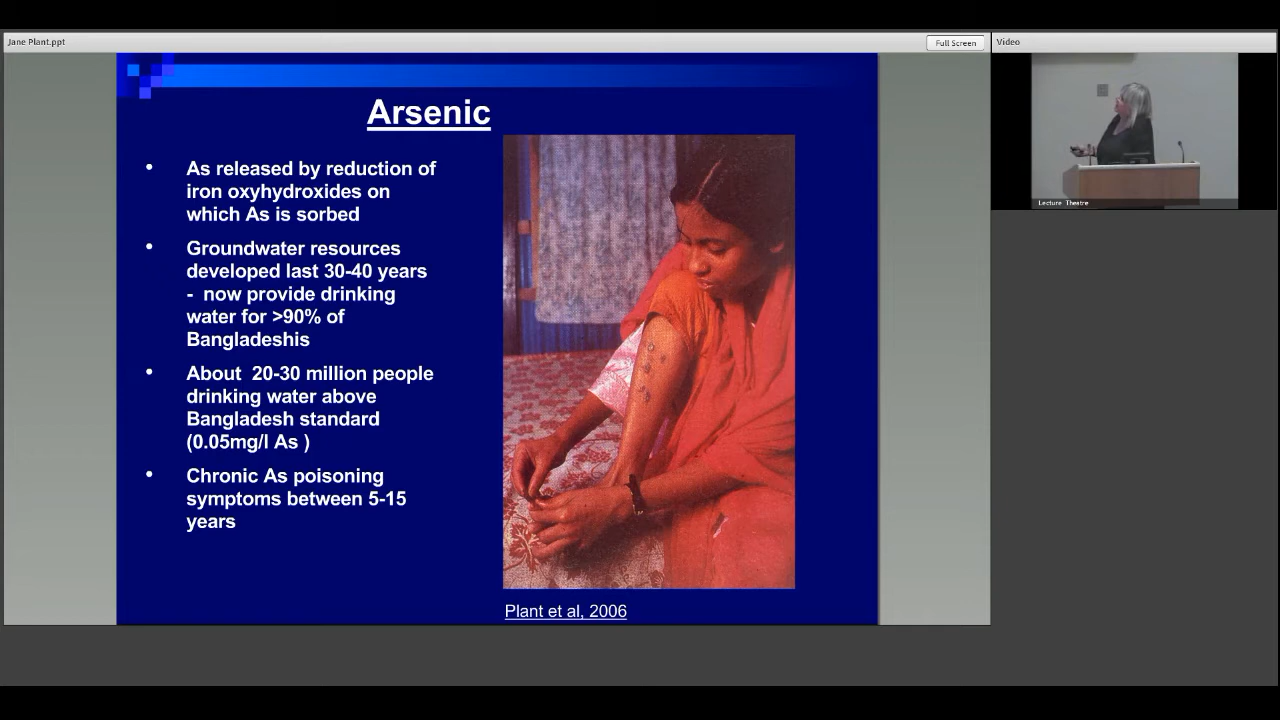 Jane Plant.ppt
Full Screen
Video
Arsenic
• As released by reduction of
iron oxyhydroxides on
which As is sorbed
• Groundwater resources
developed last 30-40 years
- now provide drinking
water for >90% of
Bangladeshis
• About 20-30 million people
drinking water above
Bangladesh standard
(0.05mg/l As )
• Chronic As poisoning
symptoms between 5-15
years
Plant et al, 2006
Lecture Theatre